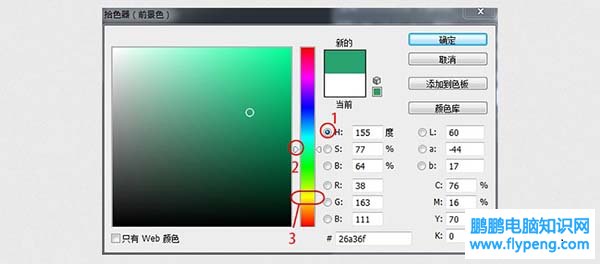 拾色器（前景色）
新的
当前
确定
取消
添加到色板
颜色库
1
2
3
H: 155 度
S: 77 %
B: 64 %
R: 38
G: 163
B: 111
# 26a36f
L: 60
a: -44
b: 17
C: 76 %
M: 16 %
Y: 70
K: 0
只有 Web 颜色
鹏鹏电脑知识网
www.flypeng.com